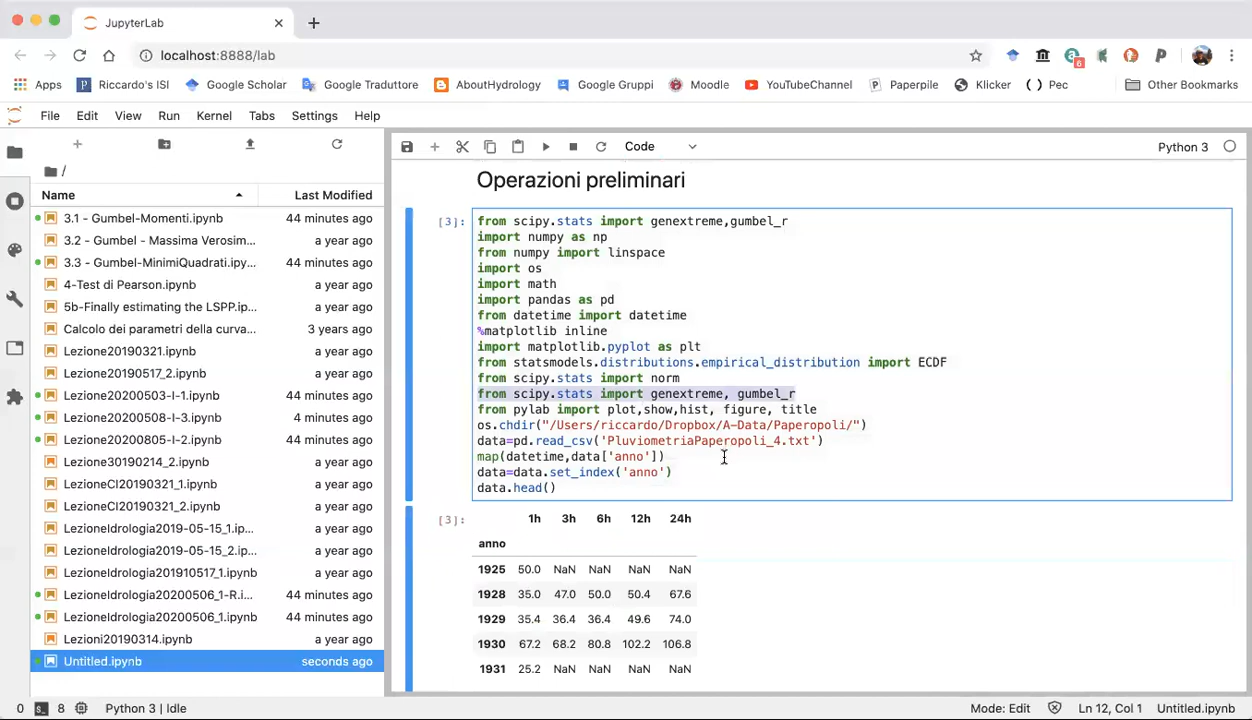 JupyterLab
localhost:8888/lab
6
Apps Riccardo's ISI Google Scholar Google Traduttore AboutHydrology Google Gruppi Moodle YouTubeChannel Paperpile Klicker Pec Other Bookmarks
File Edit View Run Kernel Tabs Settings Help
/
Name Last Modified
3.1 - Gumbel-Momenti.ipynb 44 minutes ago
3.2 - Gumbel - Massima Verosim... a year ago
3.3 - Gumbel-MinimiQuadrati.ipy... 44 minutes ago
4-Test di Pearson.ipynb a year ago
5b-Finally estimating the LSPP.ip... a year ago
Calcolo dei parametri della curva... 3 years ago
Lezione20190321.ipynb a year ago
Lezione20190517_2.ipynb a year ago
Lezione20200503-I-1.ipynb 44 minutes ago
Lezione20200508-I-3.ipynb 44 minutes ago
Lezione20200805-I-2.ipynb 44 minutes ago
Lezione30190214_2.ipynb a year ago
LezioneCI20190321_1.ipynb a year ago
LezioneCI20190321_2.ipynb a year ago
LezioneIdrologia2019-05-15_1.ip... a year ago
LezioneIdrologia2019-05-15_2.ip... a year ago
LezioneIdrologia201910517_1.ipynb a year ago
LezioneIdrologia20200506_1-R.i... 44 minutes ago
LezioneIdrologia20200506_1.ipynb 44 minutes ago
Lezioni20190314.ipynb a year ago
Untitled.ipynb seconds ago
Code Python 3
Operazioni preliminari
[3]:
from scipy.stats import genextreme,gumbel_r
import numpy as np
from numpy import linspace
import os
import math
import pandas as pd
from datetime import datetime
%matplotlib inline
import matplotlib.pyplot as plt
from statsmodels.distributions.empirical_distribution import ECDF
from scipy.stats import norm
from scipy.stats import genextreme, gumbel_r
from pylab import plot,show,hist, figure, title
os.chdir("/Users/riccardo/Dropbox/A-Data/Paperopoli/")
data=pd.read_csv('PluviometriaPaperopoli_4.txt')
map(datetime,data['anno'])
data=data.set_index('anno')
data.head()
[3]: 1h 3h 6h 12h 24h
anno
1925 50.0 NaN NaN NaN NaN
1928 35.0 47.0 50.0 50.4 67.6
1929 35.4 36.4 36.4 49.6 74.0
1930 67.2 68.2 80.8 102.2 106.8
1931 25.2 NaN NaN NaN NaN
0 8 Python 3 | Idle Mode: Edit Ln 12, Col 1 Untitled.ipynb